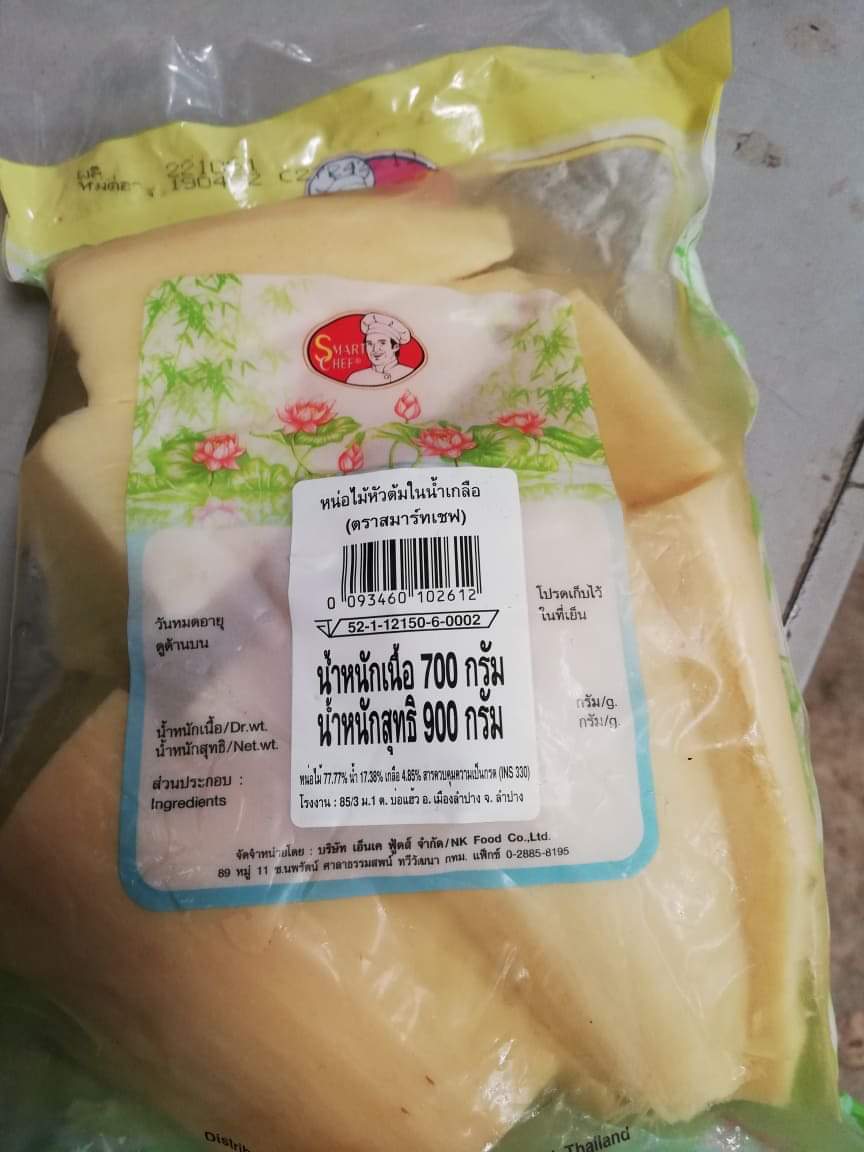 ผลิต 221021
หมดอายุ 190422 C2
SMART
CHEF®
หน่อไม้หัวต้มในน้ำเกลือ
(ตราสมาร์ทเชฟ)
0 093460 102612
52-1-12150-6-0002
น้ำหนักเนื้อ 700 กรัม
น้ำหนักสุทธิ 900 กรัม
หน่อไม้ 77.77% น้ำ 17.38% เกลือ 4.85% สารควบคุมความเป็นกรด (INS 330)
โรงงาน : 85/3 ม.1 ต. บ่อแฮ้ว อ. เมืองลำปาง จ. ลำปาง
วันหมดอายุ
ดูด้านบน
โปรดเก็บไว้
ในที่เย็น
น้ำหนักเนื้อ/Dr.wt.
กรัม/g.
น้ำหนักสุทธิ/Net.wt.
กรัม/g.
ส่วนประกอบ :
Ingredients
จัดจำหน่ายโดย : บริษัท เอ็นเค ฟู้ดส์ จำกัด/NK Food Co.,Ltd.
89 หมู่ 11 ซ.นพรัตน์ ศาลาธรรมสพน์ ทวีวัฒนา กทม. แฟ็กซ์ 0-2885-8195
Thailand